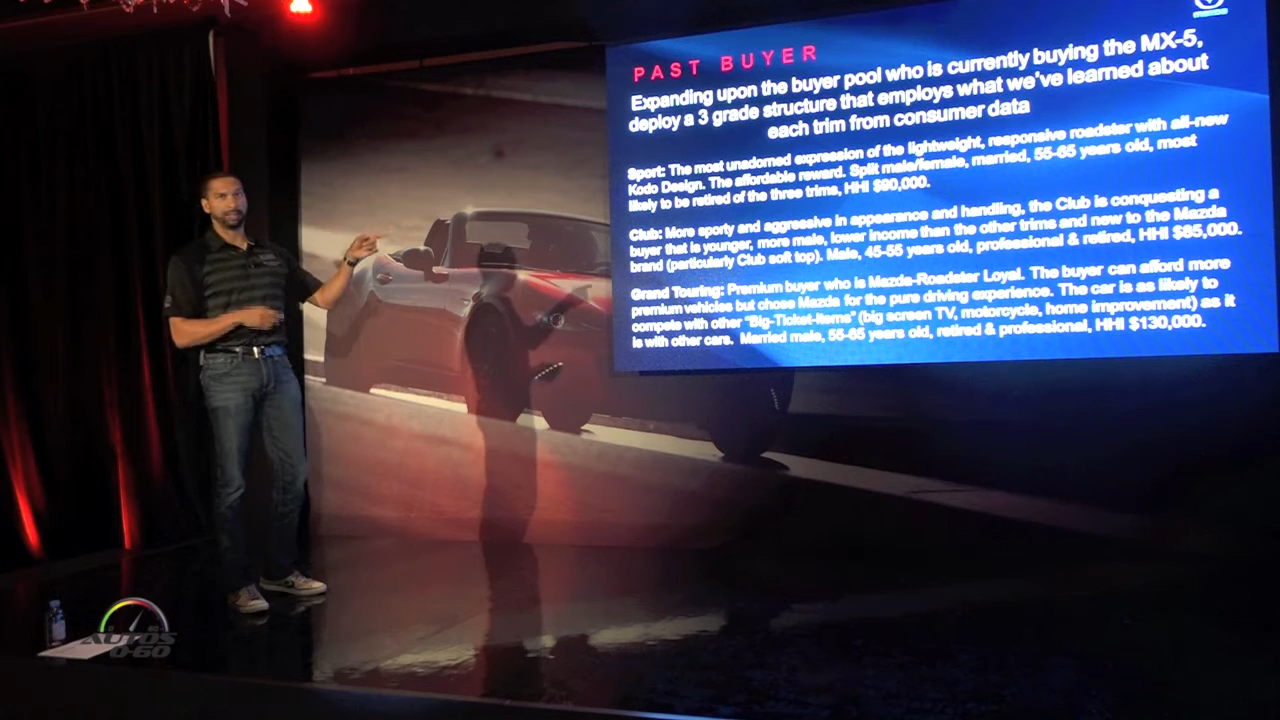 PAST BUYER
Expanding upon the buyer pool who is currently buying the MX-5,
deploy a 3 grade structure that employs what we've learned about
each trim from consumer data
Sport: The most unadorned expression of the lightweight, responsive roadster with all-new
Kodo Design. The affordable reward. Split male/female, married, 55-65 years old, most
likely to be retired of the three trims, HHI $90,000.
Club: More sporty and aggressive in appearance and handling, the Club is conquesting a
buyer that is younger, more male, lower income than the other trims and new to the Mazda
brand (particularly Club soft top). Male, 45-55 years old, professional & retired, HHI $85,000.
Grand Touring: Premium buyer who is Mazda-Roadster Loyal. The buyer can afford more
premium vehicles but chose Mazda for the pure driving experience. The car is as likely to
compete with other "Big-Ticket-Items" (big screen TV, motorcycle, home improvement) as it
is with other cars. Married male, 55-65 years old, retired & professional, HHI $130,000.
AUTOS
0-60